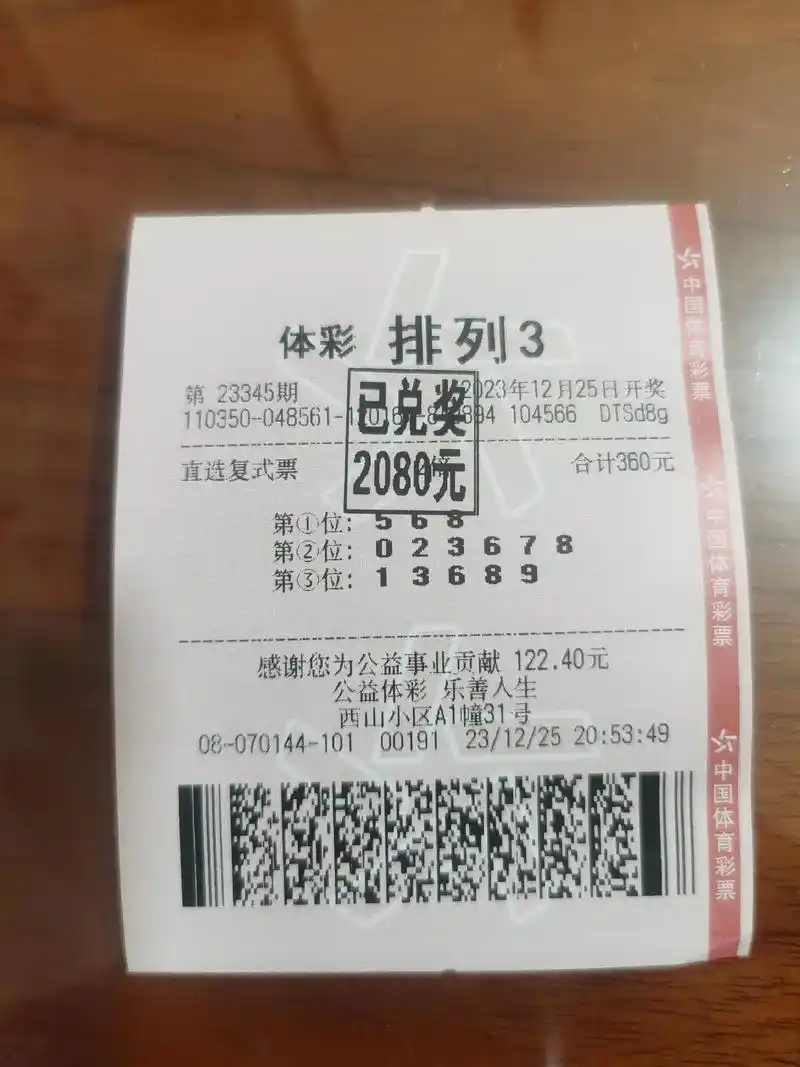 体彩 排列3
第 23345期 2023年12月25日开奖
110350-048561- 894 104566 DTSd8g
已兑奖
2080元
直选复式票 倍 合计360元
第①位: 5 6 8
第②位: 0 2 3 6 7 8
第③位: 1 3 6 8 9
感谢您为公益事业贡献 122.40元
公益体彩 乐善人生
西山小区A1幢31号
08-070144-101 00191 23/12/25 20:53:49
中国体育彩票
中国体育彩票
中国体育彩票